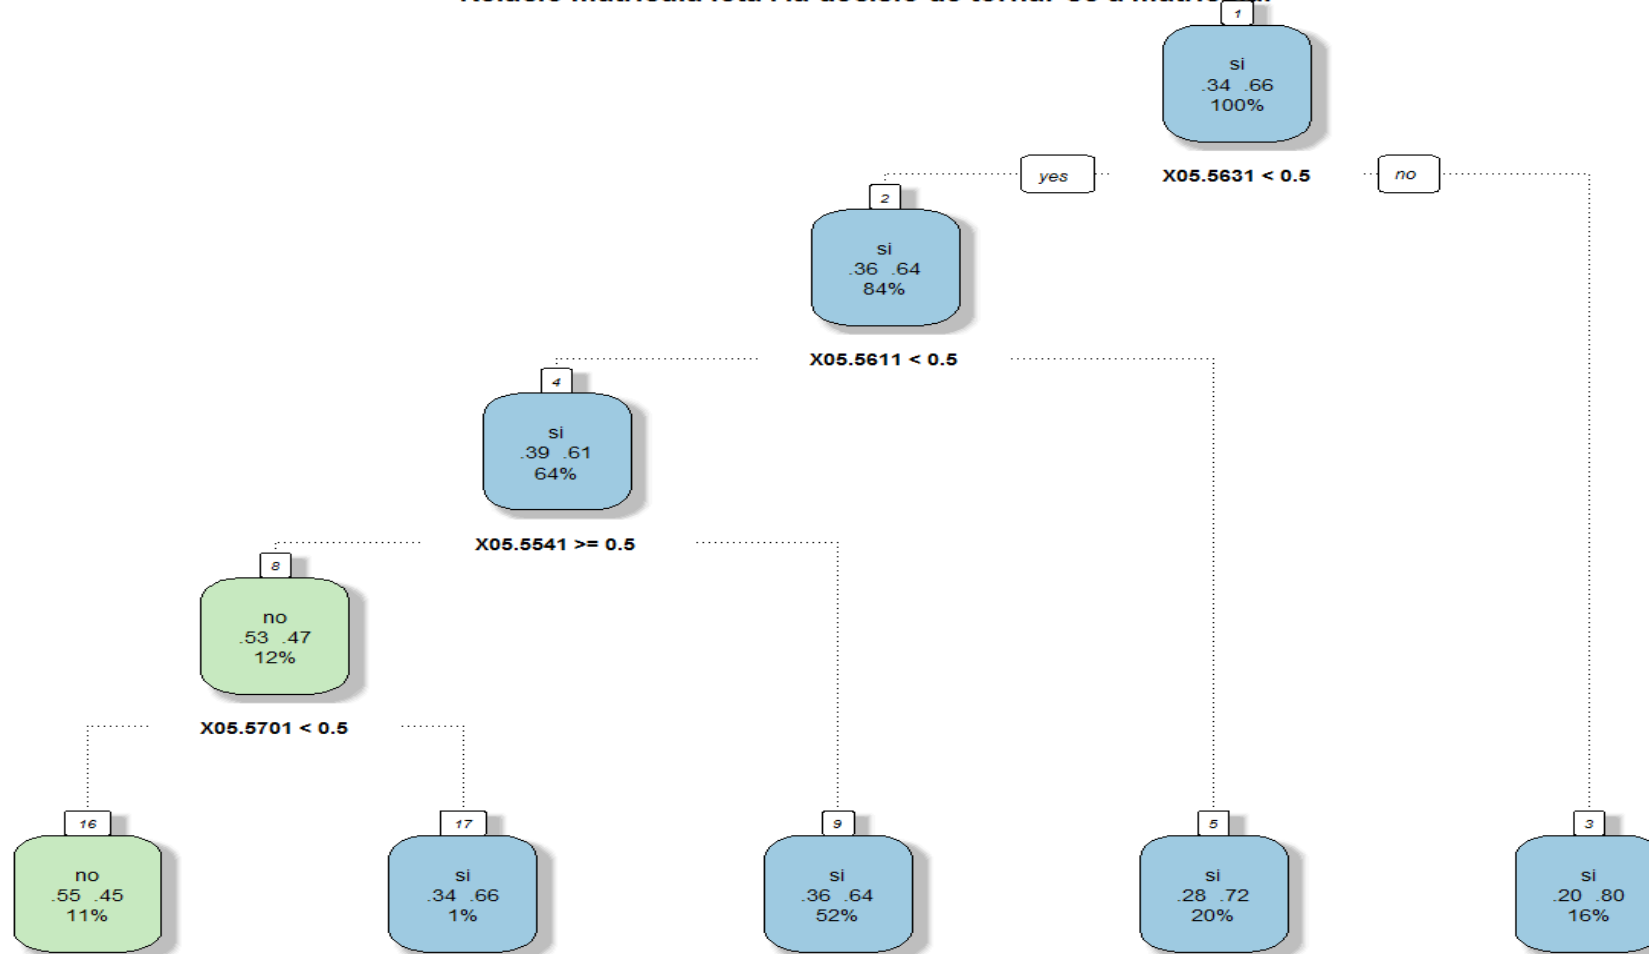 1
si
.34 .66
100%
yes
X05.5631 < 0.5
no
2
si
.36 .64
84%
X05.5611 < 0.5
4
si
.39 .61
64%
X05.5541 >= 0.5
8
no
.53 .47
12%
X05.5701 < 0.5
16
no
.55 .45
11%
17
si
.34 .66
1%
9
si
.36 .64
52%
5
si
.28 .72
20%
3
si
.20 .80
16%